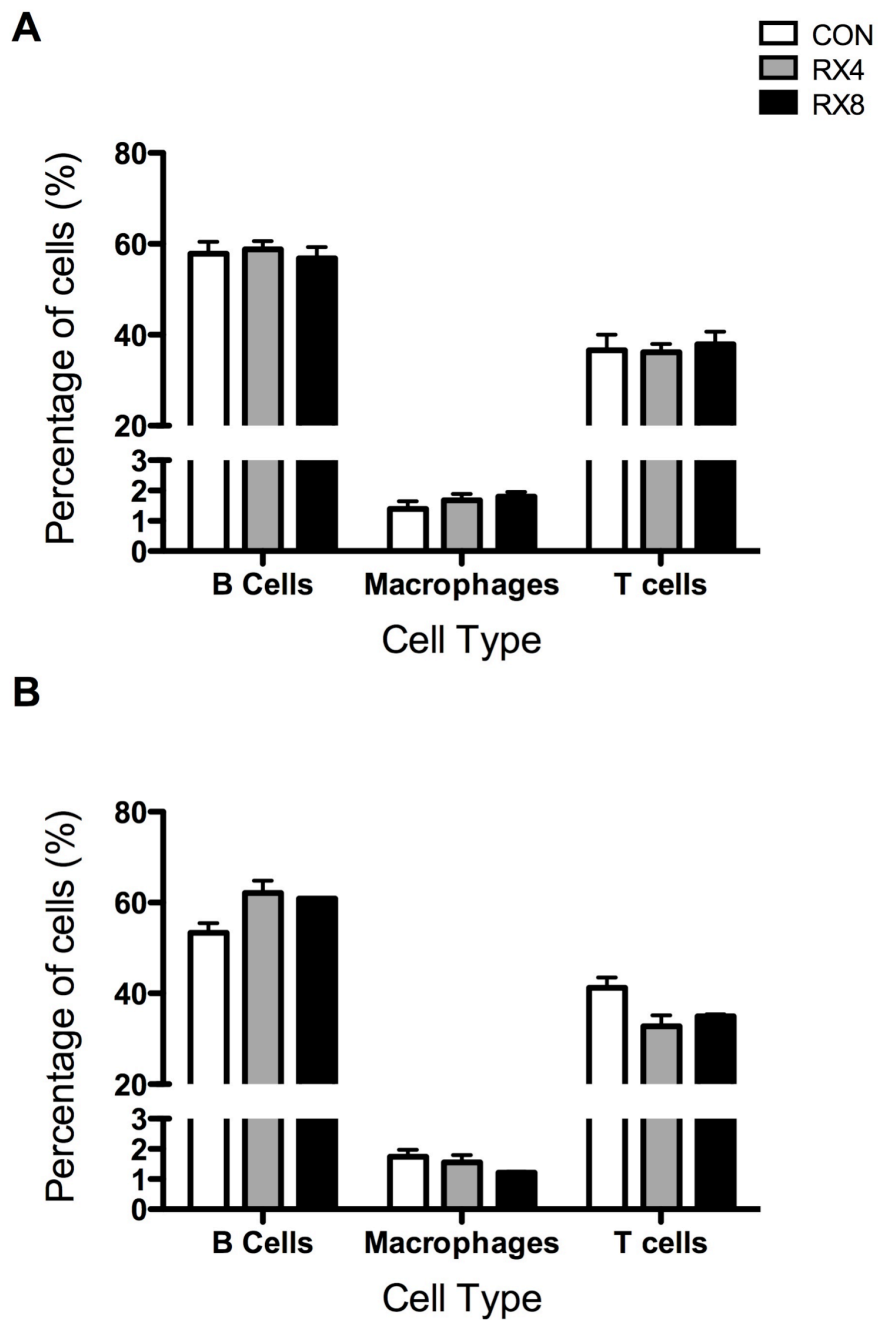 A
CON
RX4
RX8
Percentage of cells (%)
80
60
40
20
3
2
1
0
B Cells Macrophages T cells
Cell Type
B
Percentage of cells (%)
80
60
40
20
3
2
1
0
B Cells Macrophages T cells
Cell Type